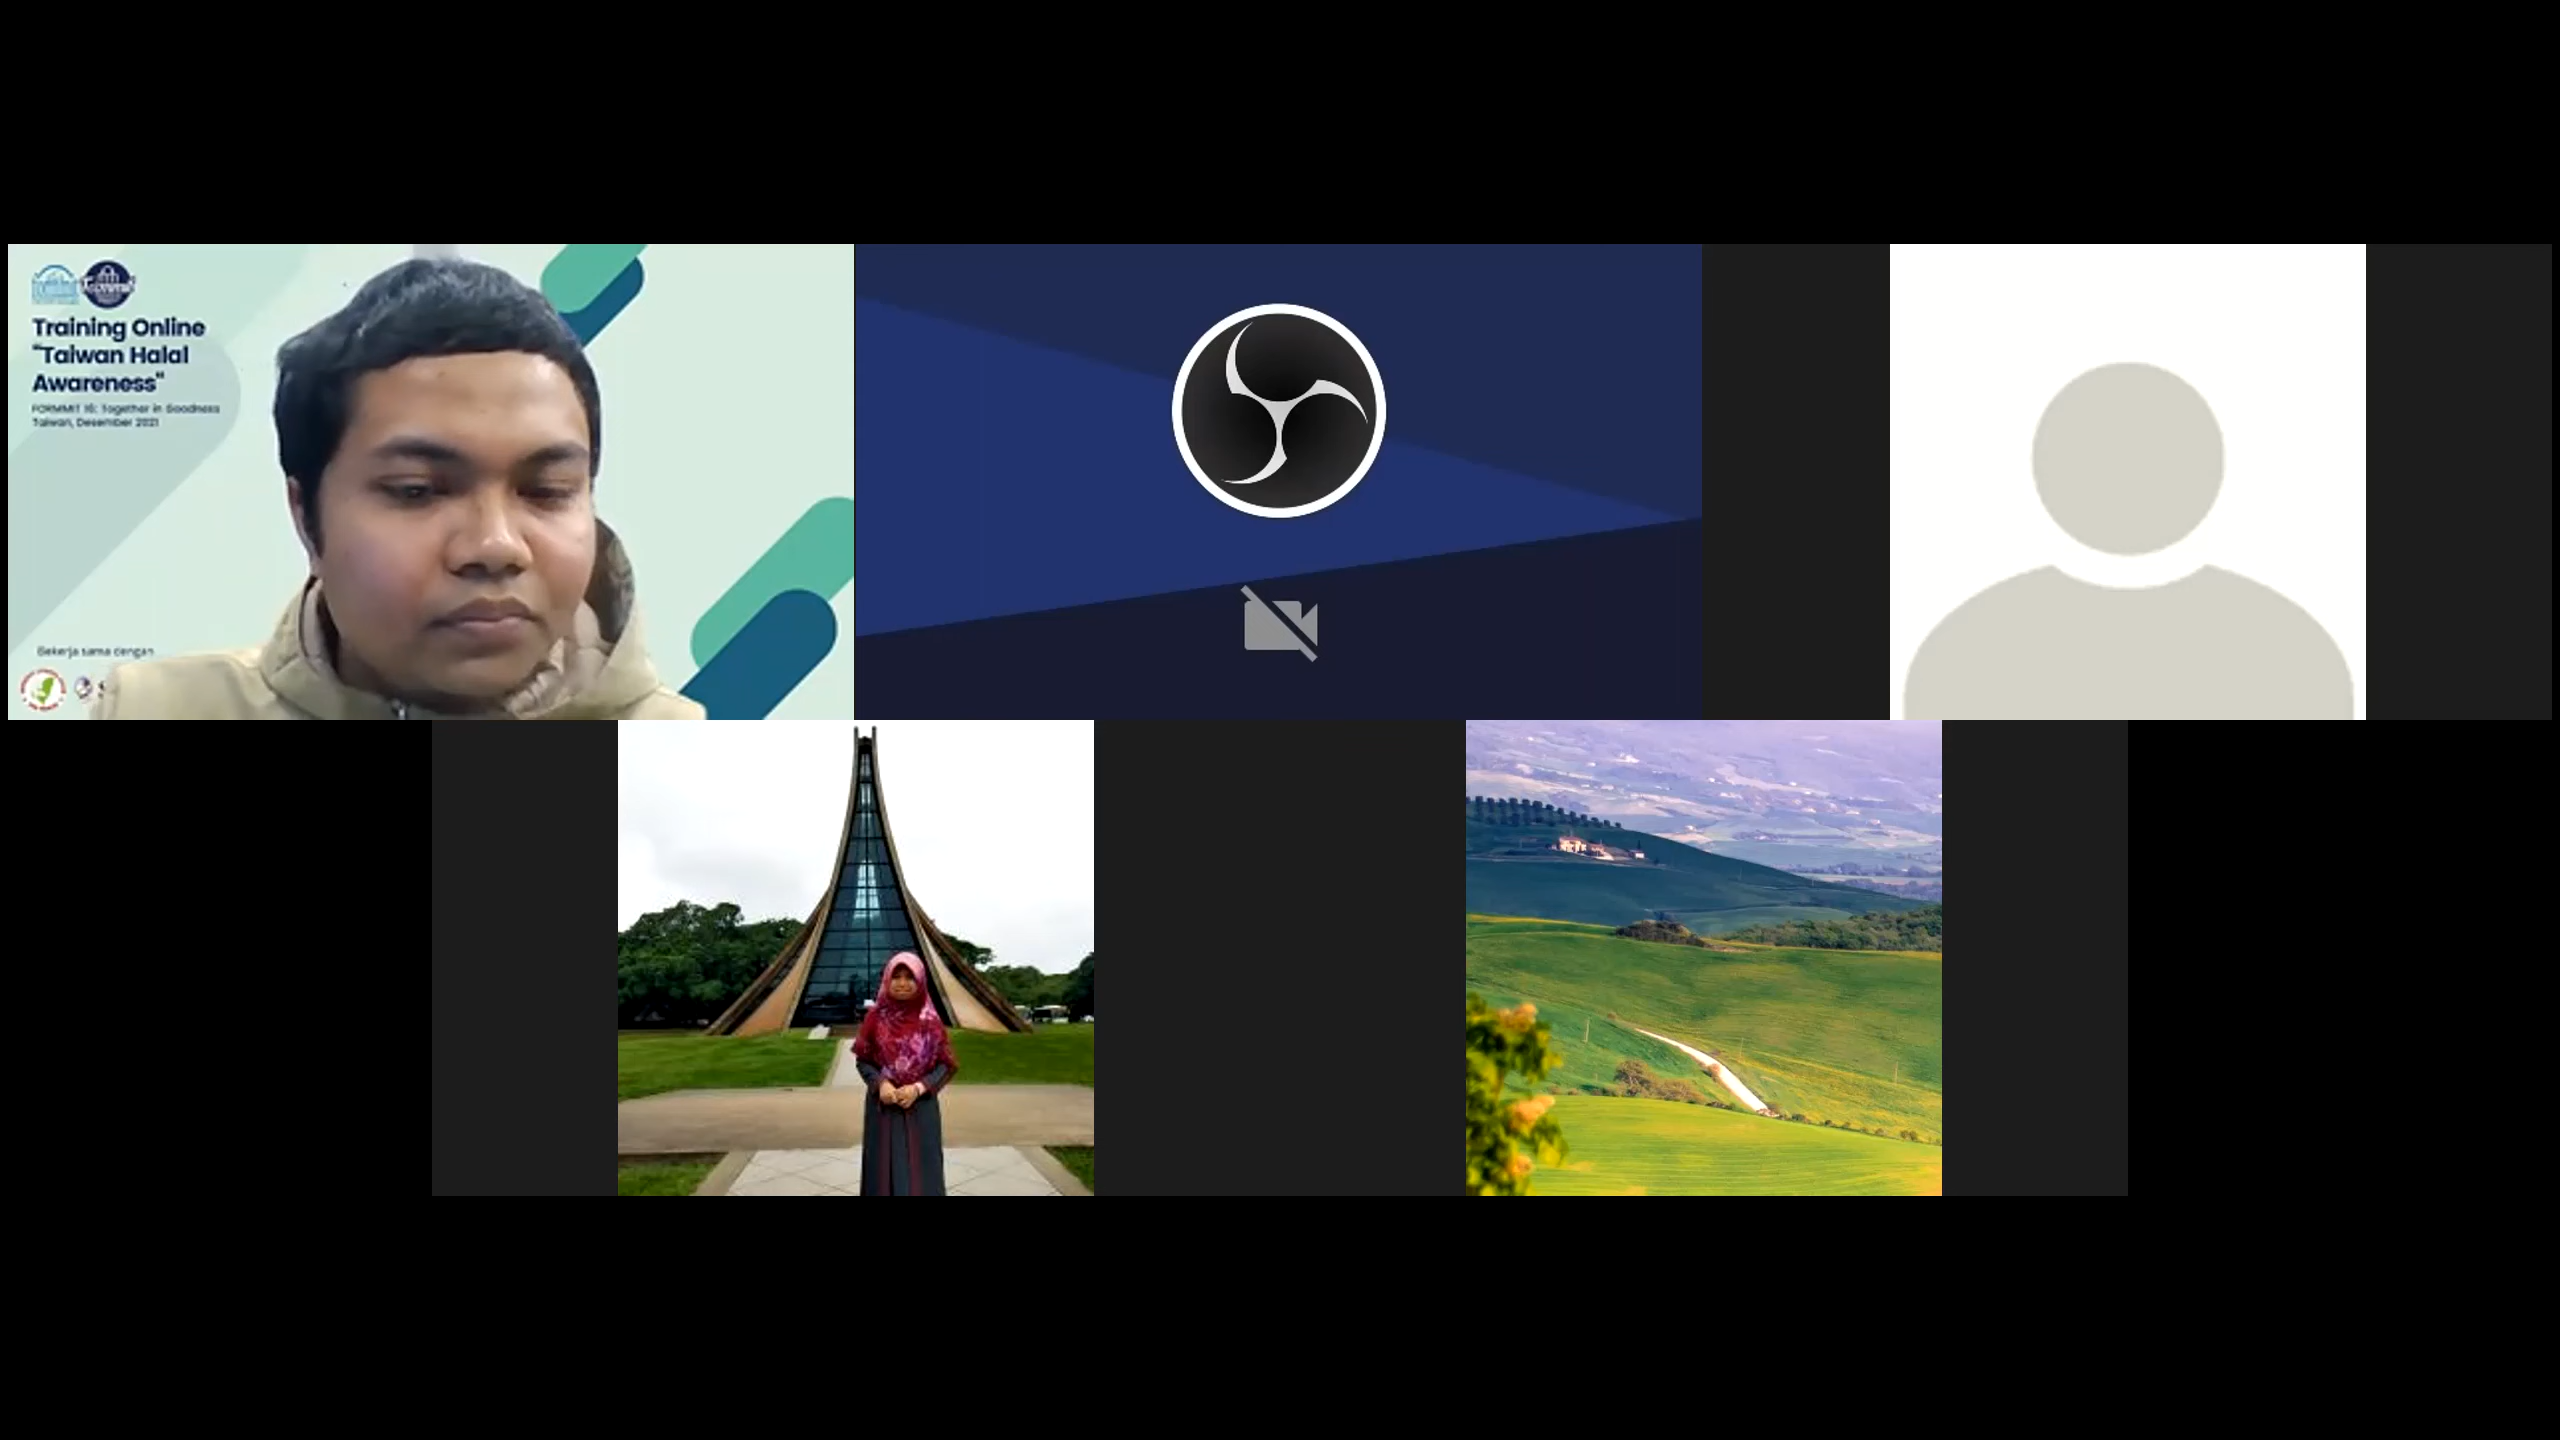 Training Online
"Taiwan Halal
Awareness"
FORMMIT 16: Together in Goodness
Taiwan, Desember 2021
Bekerja sama dengan